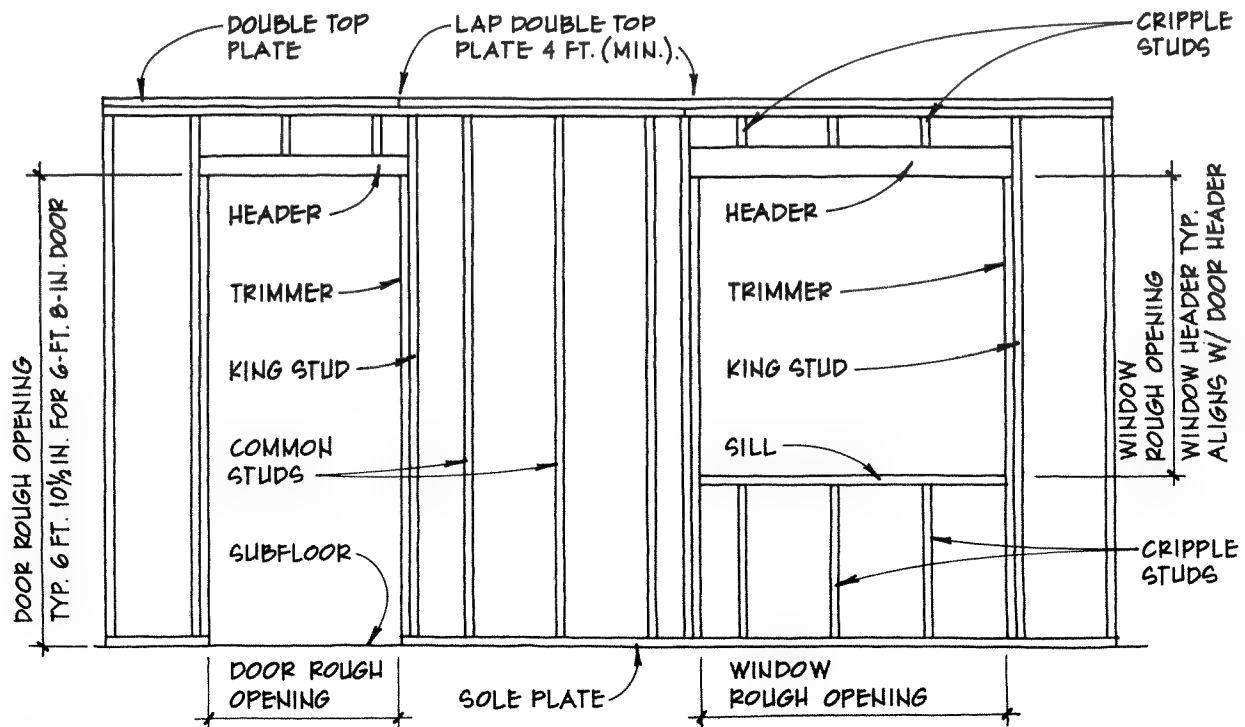 DOUBLE TOP
PLATE
LAP DOUBLE TOP
PLATE 4 FT. (MIN.).
CRIPPLE
STUDS
HEADER
HEADER
TRIMMER
TRIMMER
KING STUD
KING STUD
COMMON
STUDS
SILL
SUBFLOOR
CRIPPLE
STUDS
DOOR ROUGH OPENING
TYP. 6 FT. 10½ IN. FOR 6-FT. 8-IN. DOOR
WINDOW
ROUGH OPENING
WINDOW HEADER TYP.
ALIGNS W/ DOOR HEADER
DOOR ROUGH
OPENING
SOLE PLATE
WINDOW
ROUGH OPENING